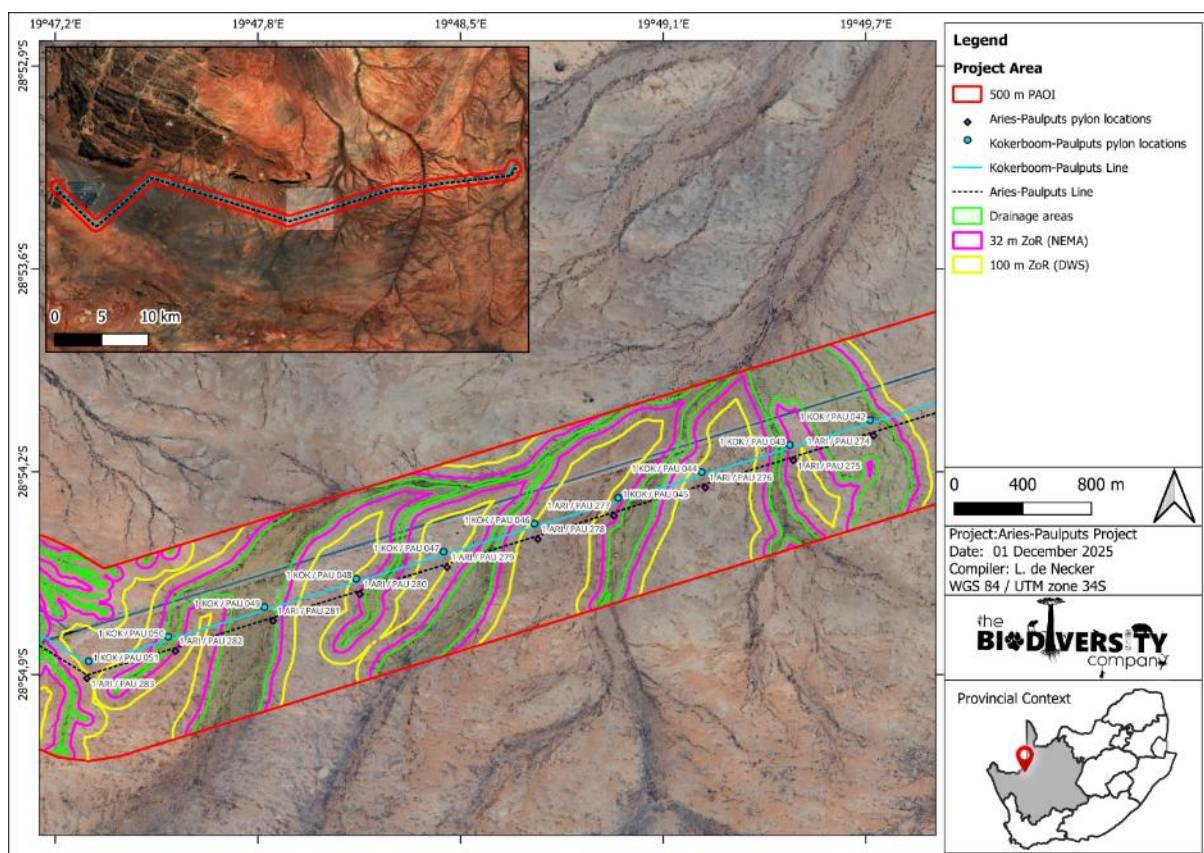 19°47,2'E
19°47,8'E
19°48,5'E
19°49,1'E
19°49,7'E
28°52,9'S
28°53,6'S
28°54,2'S
28°54,9'S
0 5 10 km
1 KOK / PAU 042
1 ARI / PAU 274
1 KOK / PAU 043
1 ARI / PAU 275
1 KOK / PAU 044
1 ARI / PAU 276
1 KOK / PAU 045
1 ARI / PAU 277
1 KOK / PAU 046
1 ARI / PAU 278
1 KOK / PAU 047
1 ARI / PAU 279
1 KOK / PAU 048
1 ARI / PAU 280
1 KOK / PAU 049
1 ARI / PAU 281
1 KOK / PAU 050
1 ARI / PAU 282
1 KOK / PAU 051
1 ARI / PAU 283
Legend
Project Area
500 m PAOI
Aries-Paulputs pylon locations
Kokerboom-Paulputs pylon locations
Kokerboom-Paulputs Line
Aries-Paulputs Line
Drainage areas
32 m ZoR (NEMA)
100 m ZoR (DWS)
0 400 800 m
Project:Aries-Paulputs Project
Date: 01 December 2025
Compiler: L. de Necker
WGS 84 / UTM zone 34S
the
BIODIVERSITY
company
Provincial Context